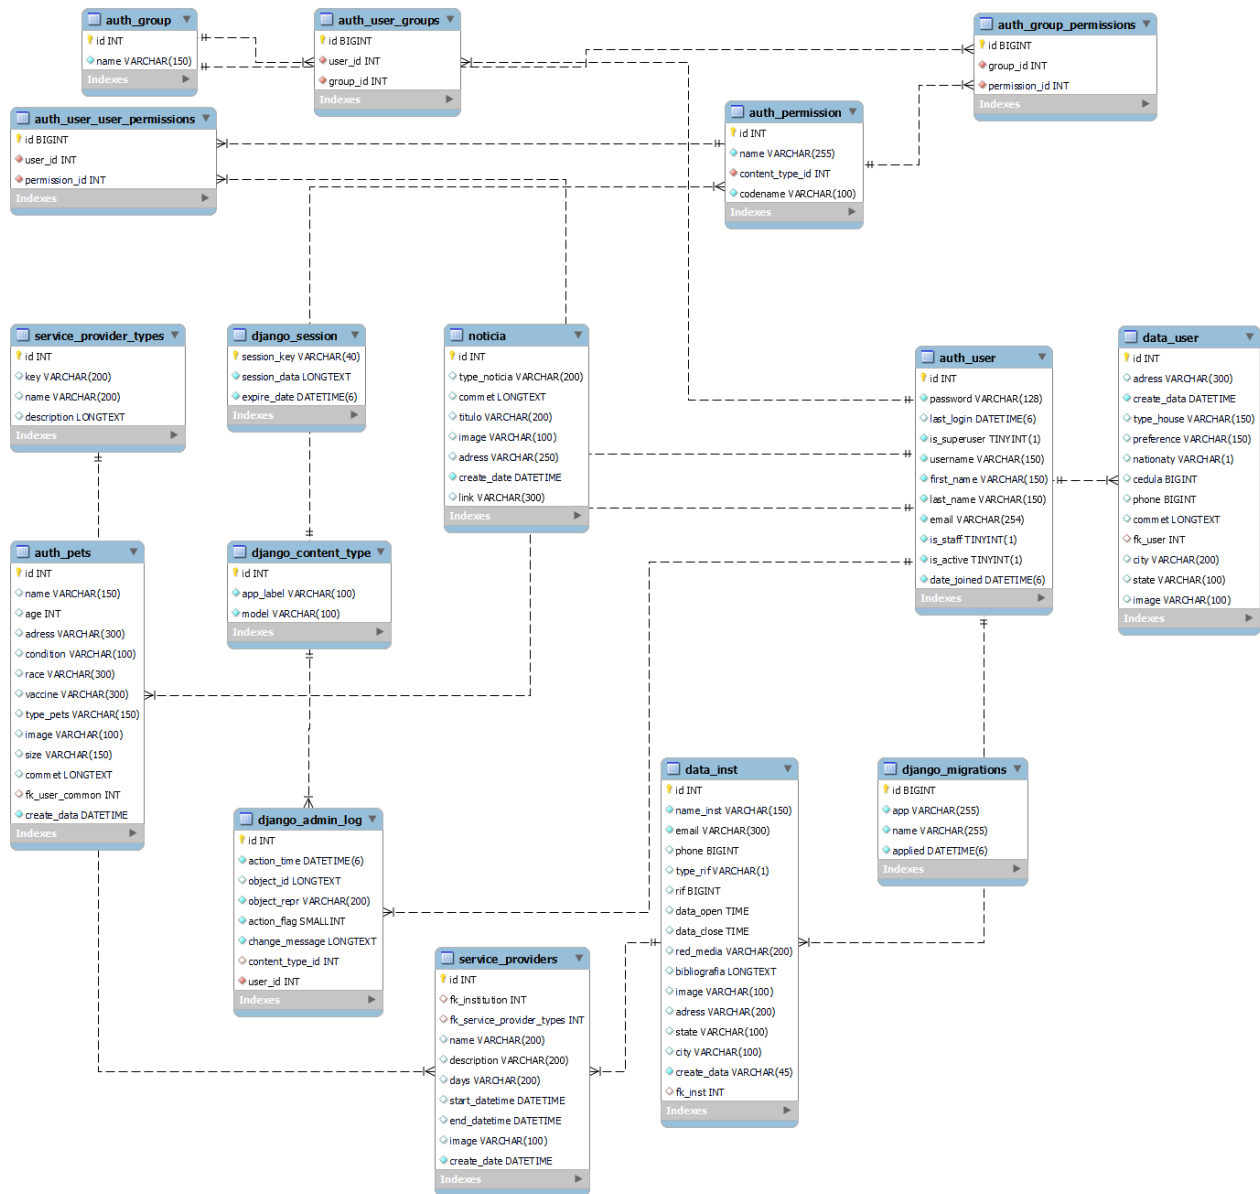 auth_group
id INT
name VARCHAR(150)
Indexes
auth_user_groups
id BIGINT
user_id INT
group_id INT
Indexes
auth_group_permissions
id BIGINT
group_id INT
permission_id INT
Indexes
auth_user_user_permissions
id BIGINT
user_id INT
permission_id INT
Indexes
auth_permission
id INT
name VARCHAR(255)
content_type_id INT
codename VARCHAR(100)
Indexes
service_provider_types
id INT
key VARCHAR(200)
name VARCHAR(200)
description LONGTEXT
Indexes
django_session
session_key VARCHAR(40)
session_data LONGTEXT
expire_date DATETIME(6)
Indexes
noticia
id INT
type_noticia VARCHAR(200)
commet LONGTEXT
titulo VARCHAR(200)
image VARCHAR(100)
adress VARCHAR(250)
create_date DATETIME
link VARCHAR(300)
Indexes
auth_user
id INT
password VARCHAR(128)
last_login DATETIME(6)
is_superuser TINYINT(1)
username VARCHAR(150)
first_name VARCHAR(150)
last_name VARCHAR(150)
email VARCHAR(254)
is_staff TINYINT(1)
is_active TINYINT(1)
date_joined DATETIME(6)
Indexes
data_user
id INT
adress VARCHAR(300)
create_data DATETIME
type_house VARCHAR(150)
preference VARCHAR(150)
nationaty VARCHAR(1)
cedula BIGINT
phone BIGINT
commet LONGTEXT
fk_user INT
city VARCHAR(200)
state VARCHAR(100)
image VARCHAR(100)
Indexes
auth_pets
id INT
name VARCHAR(150)
age INT
adress VARCHAR(300)
condition VARCHAR(100)
race VARCHAR(300)
vaccine VARCHAR(300)
type_pets VARCHAR(150)
image VARCHAR(100)
size VARCHAR(150)
commet LONGTEXT
fk_user_common INT
create_data DATETIME
Indexes
django_content_type
id INT
app_label VARCHAR(100)
model VARCHAR(100)
Indexes
django_admin_log
id INT
action_time DATETIME(6)
object_id LONGTEXT
object_repr VARCHAR(200)
action_flag SMALLINT
change_message LONGTEXT
content_type_id INT
user_id INT
Indexes
data_inst
id INT
name_inst VARCHAR(150)
email VARCHAR(300)
phone BIGINT
type_rif VARCHAR(1)
rif BIGINT
data_open TIME
data_close TIME
red_media VARCHAR(200)
bibliografia LONGTEXT
image VARCHAR(100)
adress VARCHAR(200)
state VARCHAR(100)
city VARCHAR(100)
create_data VARCHAR(45)
fk_inst INT
Indexes
django_migrations
id BIGINT
app VARCHAR(255)
name VARCHAR(255)
applied DATETIME(6)
Indexes
service_providers
id INT
fk_institution INT
fk_service_provider_types INT
name VARCHAR(200)
description VARCHAR(200)
days VARCHAR(200)
start_datetime DATETIME
end_datetime DATETIME
image VARCHAR(100)
create_date DATETIME
Indexes